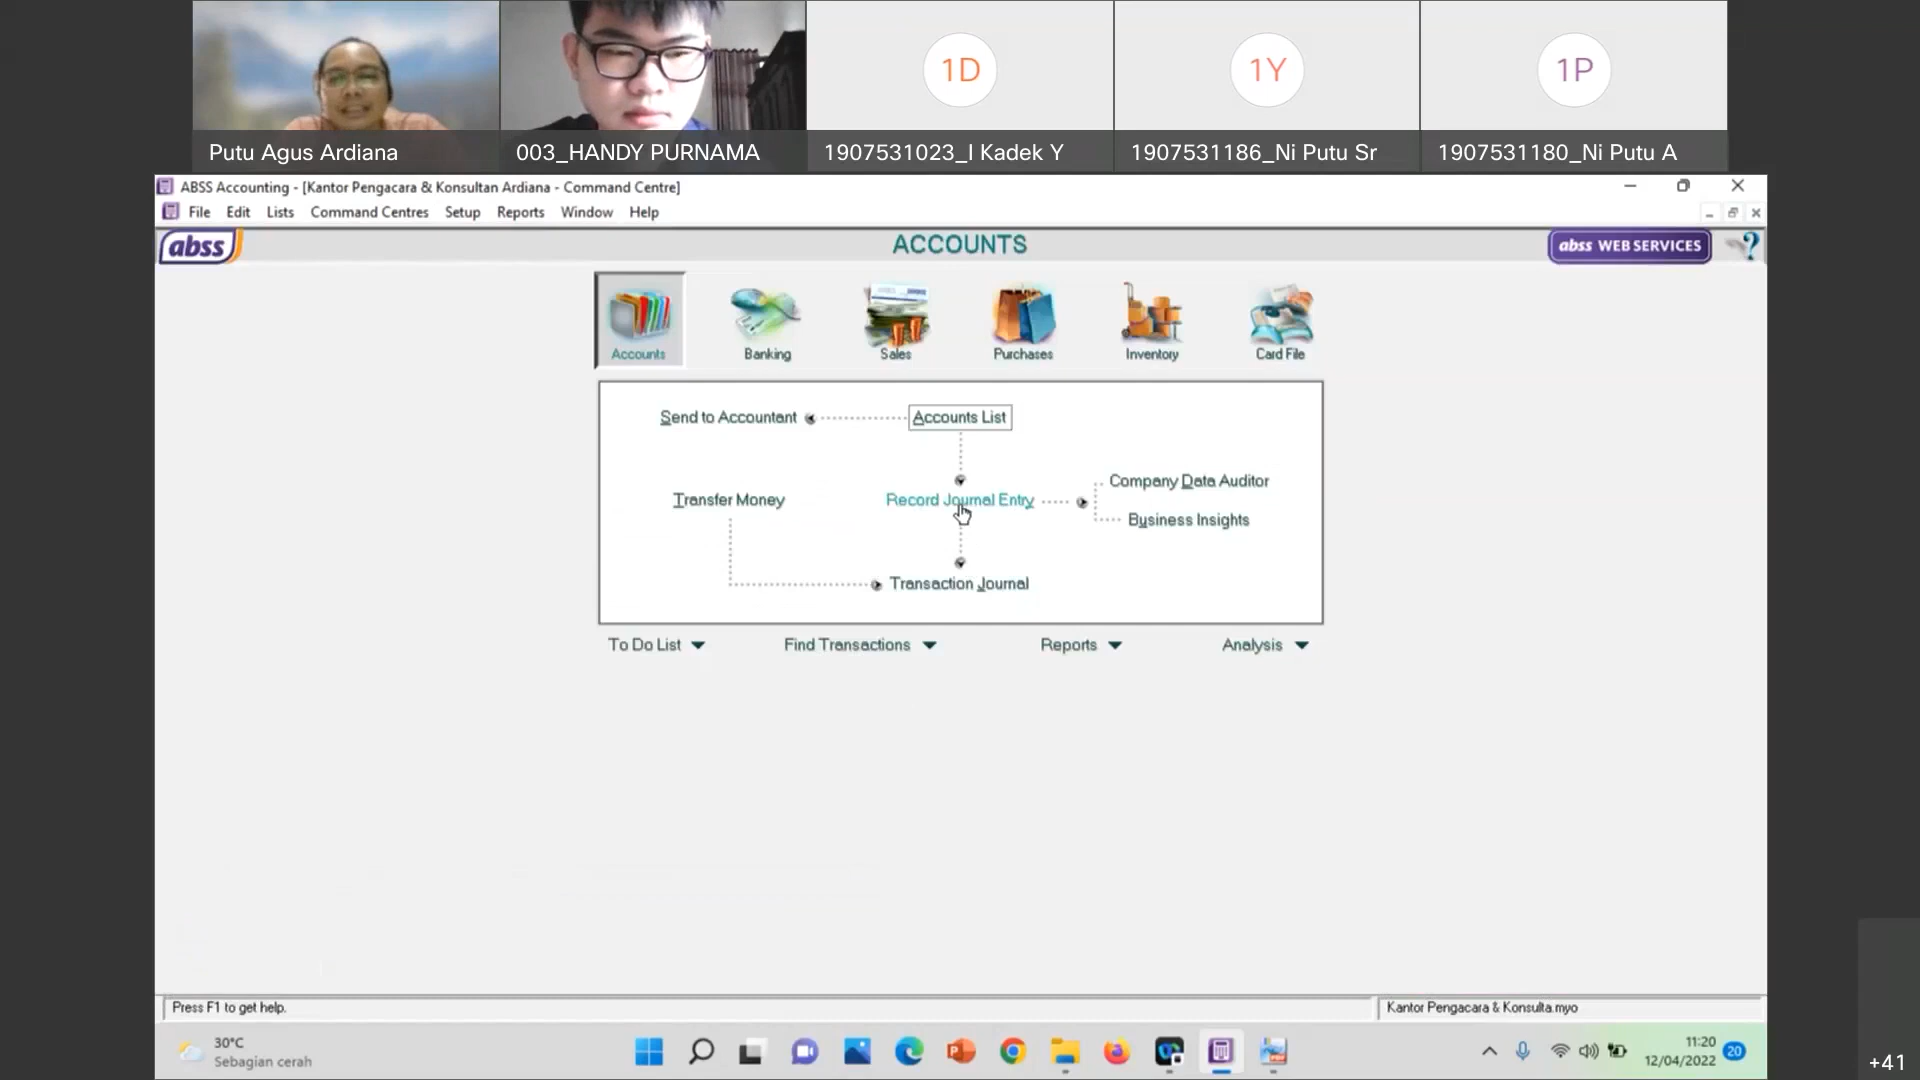 1D
1Y
1P
Putu Agus Ardiana
003_HANDY PURNAMA
1907531023_I Kadek Y
1907531186_Ni Putu Sr
1907531180_Ni Putu A
ABSS Accounting - [Kantor Pengacara & Konsultan Ardiana - Command Centre]
File Edit Lists Command Centres Setup Reports Window Help
abss
ACCOUNTS
abss WEB SERVICES
?
Accounts
Banking
Sales
Purchases
Inventory
Card File
Send to Accountant
Accounts List
Company Data Auditor
Transfer Money
Record Journal Entry
Business Insights
Transaction Journal
To Do List
Find Transactions
Reports
Analysis
Press F1 to get help.
Kantor Pengacara & Konsulta.myo
30°C
Sebagian cerah
11:20
12/04/2022
20
+41